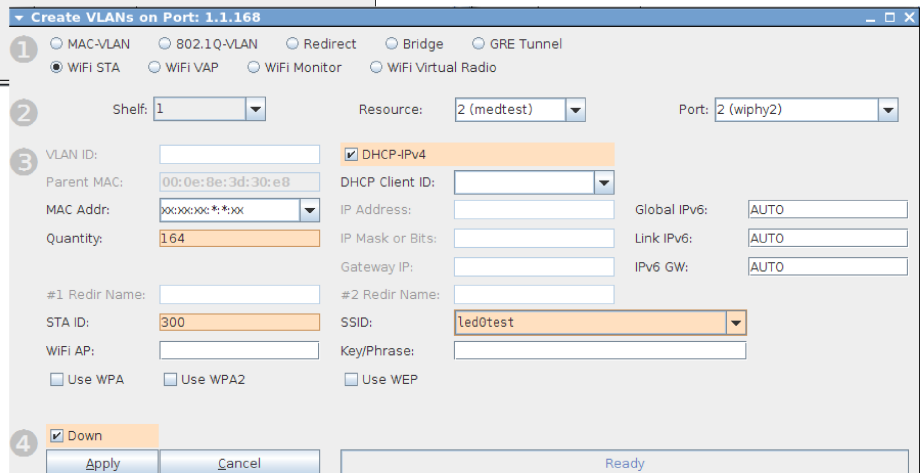 Create VLANs on Port: 1.1.168
1
MAC-VLAN 802.1Q-VLAN Redirect Bridge GRE Tunnel
WiFi STA WiFi VAP WiFi Monitor WiFi Virtual Radio
2
Shelf: 1 Resource: 2 (medtest) Port: 2 (wiphy2)
3
VLAN ID: DHCP-IPv4
Parent MAC: 00:0e:8e:3d:30:e8 DHCP Client ID:
MAC Addr: xx:xx:xx:*:*:xx IP Address: Global IPv6: AUTO
Quantity: 164 IP Mask or Bits: Link IPv6: AUTO
Gateway IP: IPv6 GW: AUTO
#1 Redir Name: #2 Redir Name:
STA ID: 300 SSID: led0test
WiFi AP: Key/Phrase:
Use WPA Use WPA2 Use WEP
4
Down
Apply Cancel Ready